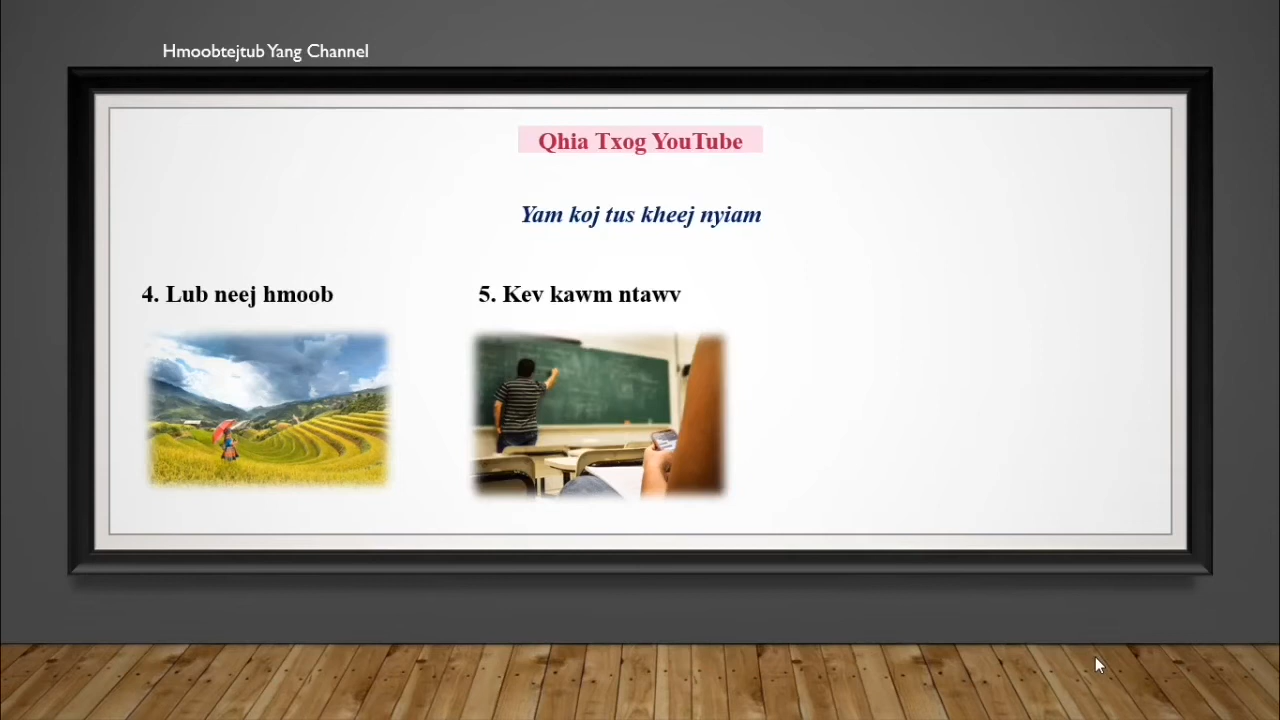 Hmoobtejtub Yang Channel
Qhia Txog YouTube
Yam koj tus kheej nyiam
4. Lub neej hmoob
5. Kev kawm ntawv